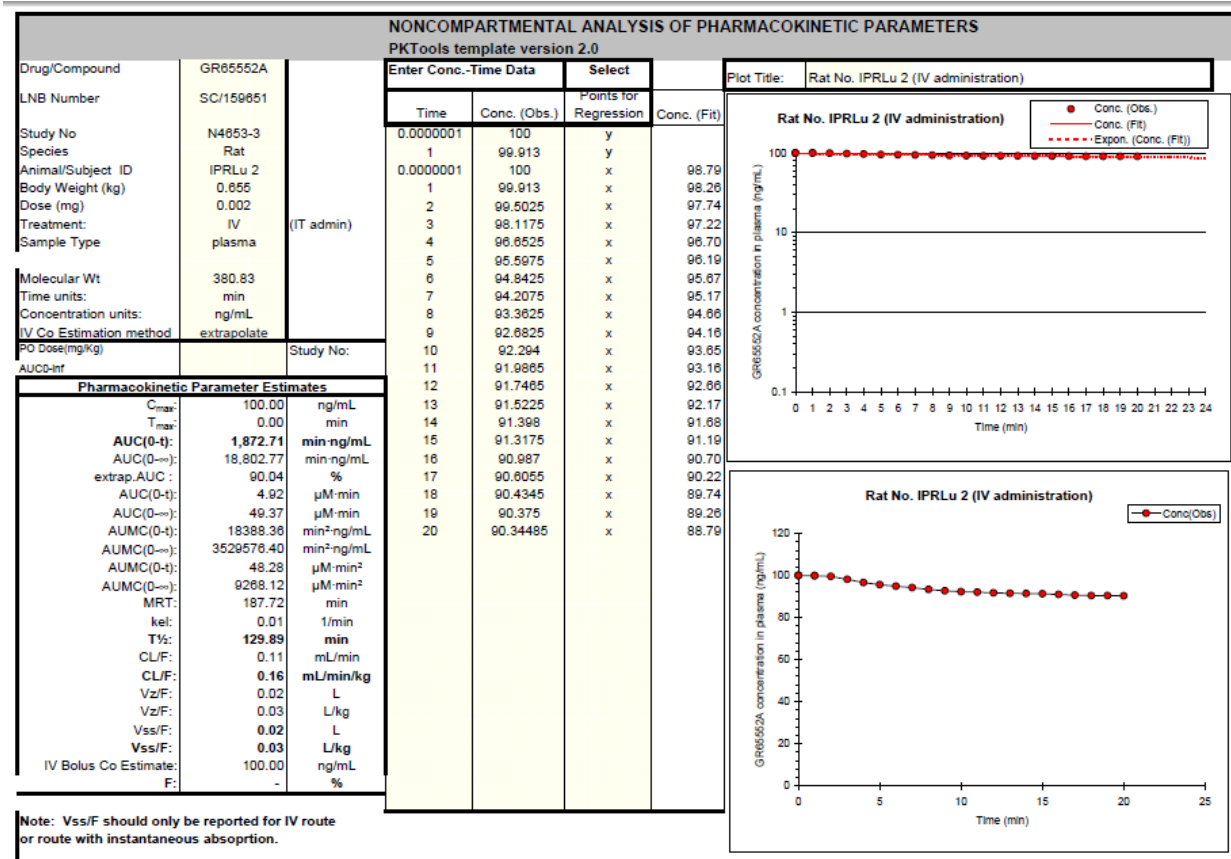 NONCOMPARTMENTAL ANALYSIS OF PHARMACOKINETIC PARAMETERS
PKTools template version 2.0
Drug/Compound GR65552A
LNB Number SC/159651
Study No N4653-3
Species Rat
Animal/Subject ID IPRLu 2
Body Weight (kg) 0.655
Dose (mg) 0.002
Treatment: IV (IT admin)
Sample Type plasma
Molecular Wt 380.83
Time units: min
Concentration units: ng/mL
IV Co Estimation method extrapolate
PO Dose(mg/Kg) Study No:
AUC0-inf
Pharmacokinetic Parameter Estimates
Cmax: 100.00 ng/mL
Tmax: 0.00 min
AUC(0-t): 1,872.71 min·ng/mL
AUC(0-∞): 18,802.77 min·ng/mL
extrap.AUC : 90.04 %
AUC(0-t): 4.92 µM·min
AUC(0-∞): 49.37 µM·min
AUMC(0-t): 18388.36 min²·ng/mL
AUMC(0-∞): 3529576.40 min²·ng/mL
AUMC(0-t): 48.28 µM·min²
AUMC(0-∞): 9268.12 µM·min²
MRT: 187.72 min
kel: 0.01 1/min
T½: 129.89 min
CL/F: 0.11 mL/min
CL/F: 0.16 mL/min/kg
Vz/F: 0.02 L
Vz/F: 0.03 L/kg
Vss/F: 0.02 L
Vss/F: 0.03 L/kg
IV Bolus Co Estimate: 100.00 ng/mL
F: - %
Note: Vss/F should only be reported for IV route
or route with instantaneous absoprtion.
Enter Conc.-Time Data Select
Points for
Time Conc. (Obs.) Regression Conc. (Fit)
0.0000001 100 y
1 99.913 y
0.0000001 100 x 98.79
1 99.913 x 98.26
2 99.5025 x 97.74
3 98.1175 x 97.22
4 96.6525 x 96.70
5 95.5975 x 96.19
6 94.8425 x 95.67
7 94.2075 x 95.17
8 93.3625 x 94.66
9 92.6825 x 94.16
10 92.294 x 93.65
11 91.9865 x 93.16
12 91.7465 x 92.66
13 91.5225 x 92.17
14 91.398 x 91.68
15 91.3175 x 91.19
16 90.987 x 90.70
17 90.6055 x 90.22
18 90.4345 x 89.74
19 90.375 x 89.26
20 90.34485 x 88.79
Plot Title: Rat No. IPRLu 2 (IV administration)
Rat No. IPRLu 2 (IV administration)
Conc. (Obs.)
Conc. (Fit)
Expon. (Conc. (Fit))
GR65552A concentration in plasma (ng/mL)
100
10
1
0.1
0 1 2 3 4 5 6 7 8 9 10 11 12 13 14 15 16 17 18 19 20 21 22 23 24
Time (min)
Rat No. IPRLu 2 (IV administration)
Conc(Obs)
GR65552A concentration in plasma (ng/mL)
120
100
80
60
40
20
0
0 5 10 15 20 25
Time (min)